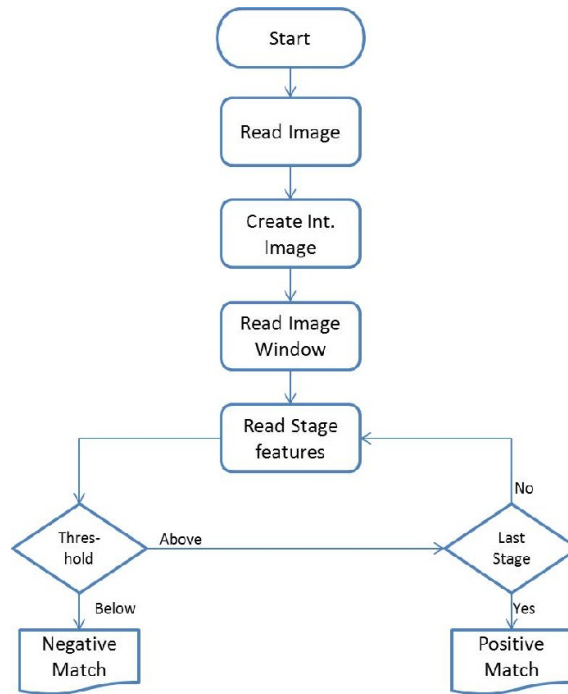 Start
Read Image
Create Int.
Image
Read Image
Window
Read Stage
features
No
Thres-
hold
Above
Last
Stage
Below
Yes
Negative
Match
Positive
Match